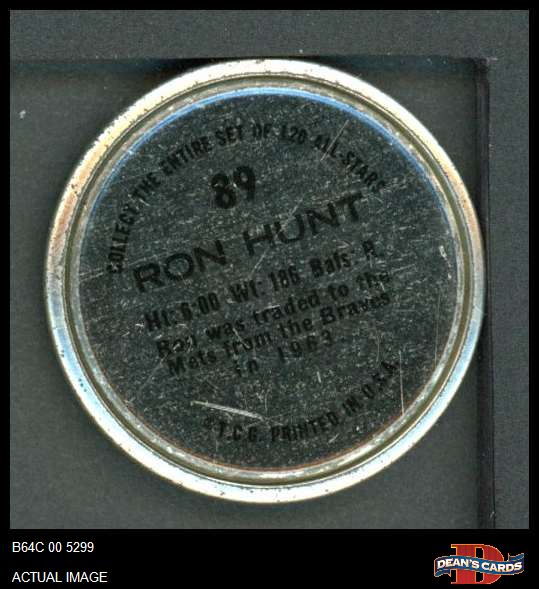 COLLECT THE ENTIRE SET OF 120 ALL-STARS
89
RON HUNT
Ht: 6:00 Wt: 186 Bats: R
Ron was traded to the
Mets from the Braves
in 1963.
© T.C.G. PRINTED IN U.S.A.
B64C 00 5299
ACTUAL IMAGE
D
DEAN'S CARDS